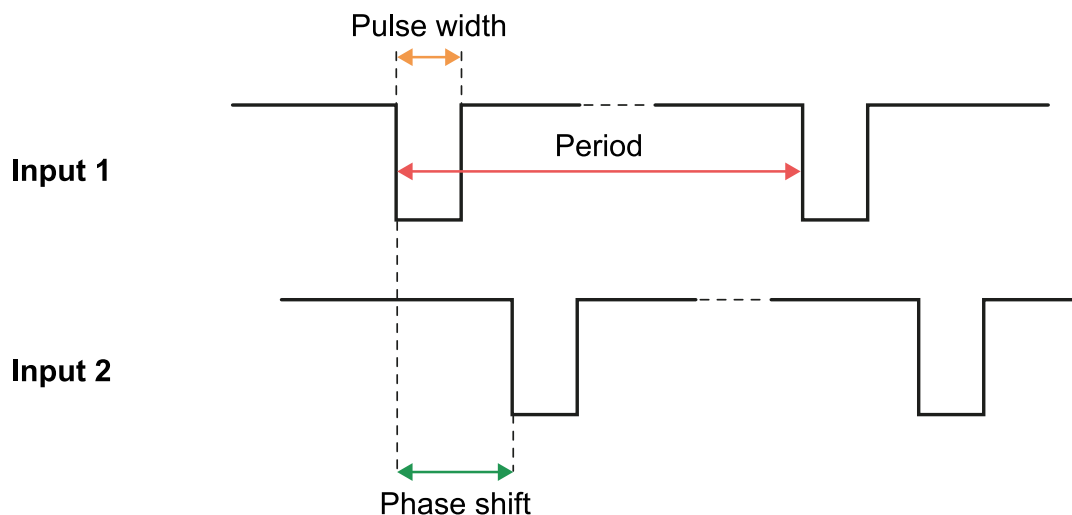 Pulse width
Input 1
Period
Input 2
Phase shift